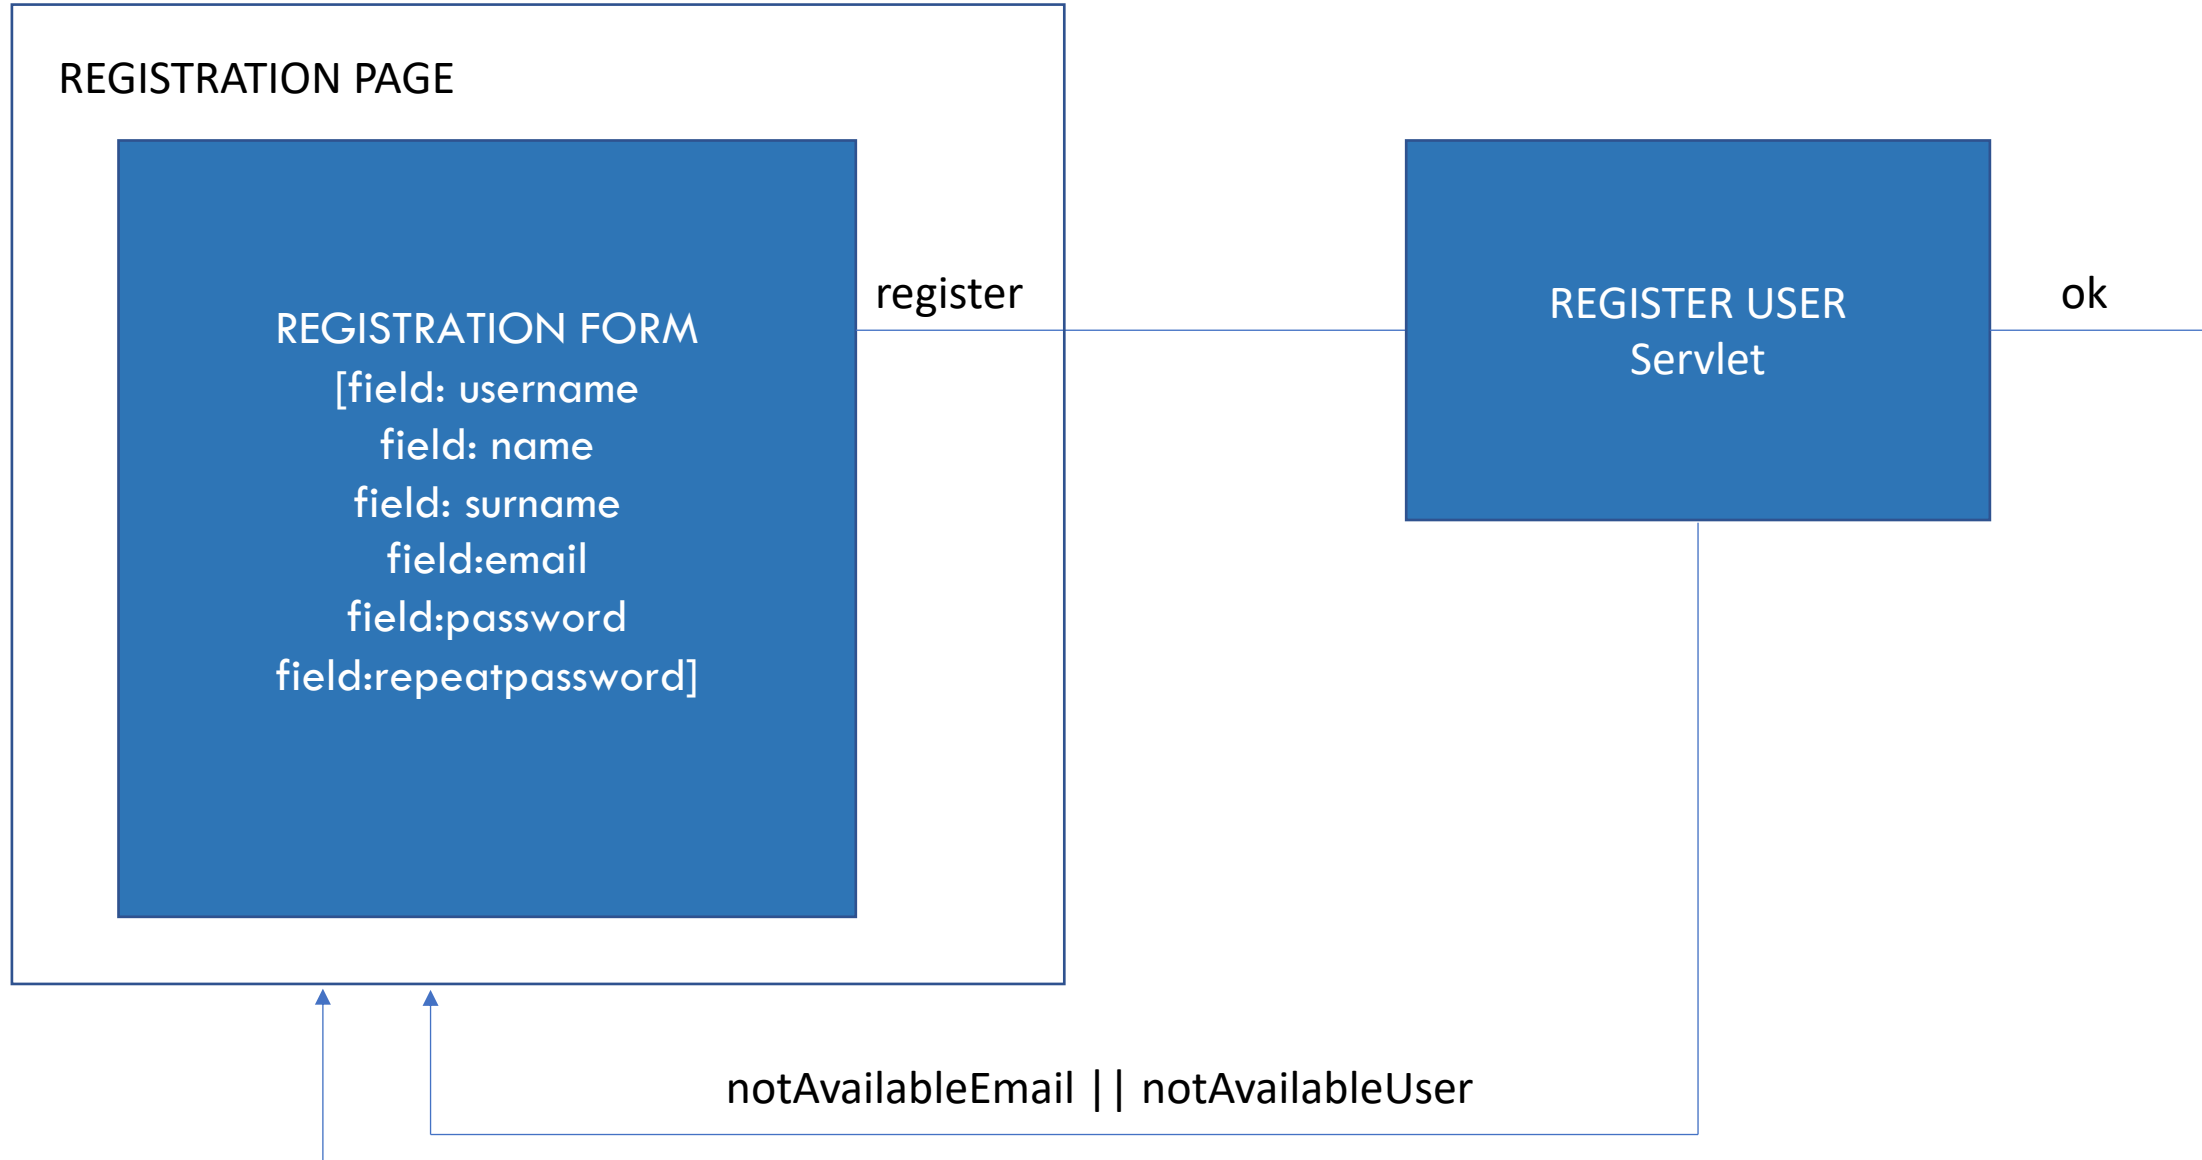 REGISTRATION PAGE
REGISTRATION FORM
[field: username
field: name
field: surname
field:email
field:password
field:repeatpassword]
register
REGISTER USER
Servlet
ok
notAvailableEmail || notAvailableUser